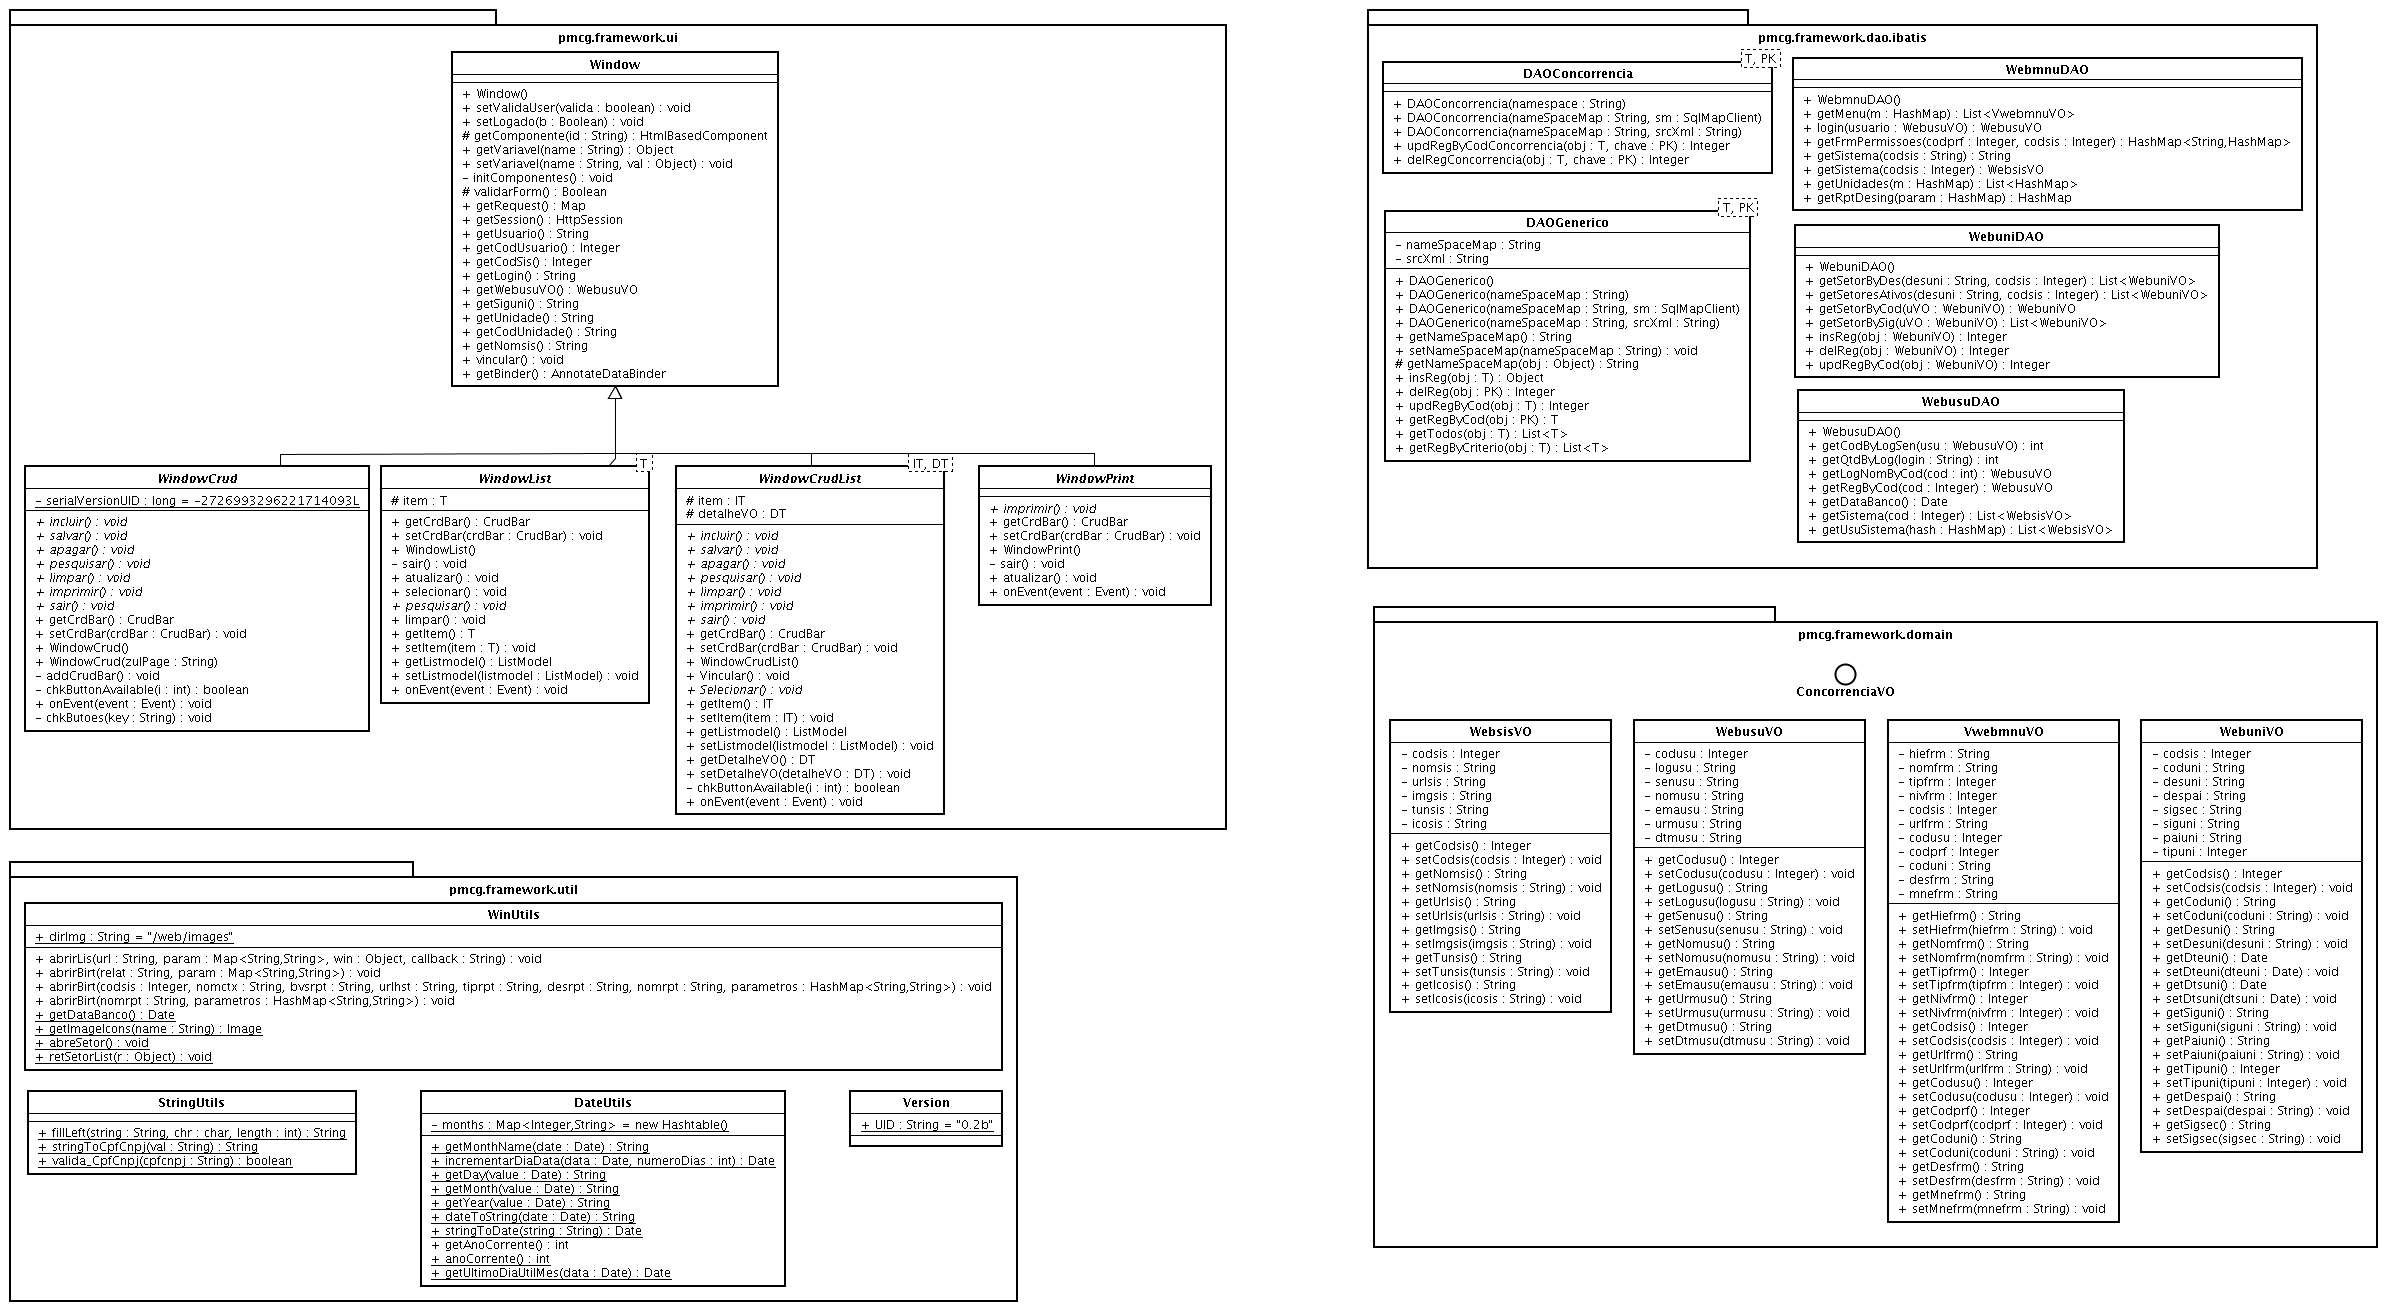 pmcg.framework.ui
Window
+ Window()
+ setValidaUser(valida : boolean) : void
+ setLogado(b : Boolean) : void
# getComponente(id : String) : HtmlBasedComponent
+ getVariavel(name : String) : Object
+ setVariavel(name : String, val : Object) : void
- initComponentes() : void
# validarForm() : Boolean
+ getRequest() : Map
+ getSession() : HttpSession
+ getUsuario() : String
+ getCodUsuario() : Integer
+ getCodSis() : Integer
+ getLogin() : String
+ getWebusuVO() : WebusuVO
+ getSiguni() : String
+ getUnidade() : String
+ getCodUnidade() : String
+ getNomsis() : String
+ vincular() : void
+ getBinder() : AnnotateDataBinder
WindowCrud
- serialVersionUID : long = -2726993296221714093L
+ incluir() : void
+ salvar() : void
+ apagar() : void
+ pesquisar() : void
+ limpar() : void
+ imprimir() : void
+ sair() : void
+ getCrdBar() : CrudBar
+ setCrdBar(crdBar : CrudBar) : void
+ WindowCrud()
+ WindowCrud(zulPage : String)
- addCrudBar() : void
- chkButtonAvailable(i : int) : boolean
+ onEvent(event : Event) : void
- chkButoes(key : String) : void
T
WindowList
# item : T
+ getCrdBar() : CrudBar
+ setCrdBar(crdBar : CrudBar) : void
+ WindowList()
- sair() : void
+ atualizar() : void
+ selecionar() : void
+ pesquisar() : void
+ limpar() : void
+ getItem() : T
+ setItem(item : T) : void
+ getListmodel() : ListModel
+ setListmodel(listmodel : ListModel) : void
+ onEvent(event : Event) : void
IT, DT
WindowCrudList
# item : IT
# detalheVO : DT
+ incluir() : void
+ salvar() : void
+ apagar() : void
+ pesquisar() : void
+ limpar() : void
+ imprimir() : void
+ sair() : void
+ getCrdBar() : CrudBar
+ setCrdBar(crdBar : CrudBar) : void
+ WindowCrudList()
+ Vincular() : void
+ Selecionar() : void
+ getItem() : IT
+ setItem(item : IT) : void
+ getListmodel() : ListModel
+ setListmodel(listmodel : ListModel) : void
+ getDetalheVO() : DT
+ setDetalheVO(detalheVO : DT) : void
- chkButtonAvailable(i : int) : boolean
+ onEvent(event : Event) : void
WindowPrint
+ imprimir() : void
+ getCrdBar() : CrudBar
+ setCrdBar(crdBar : CrudBar) : void
+ WindowPrint()
- sair() : void
+ atualizar() : void
+ onEvent(event : Event) : void
pmcg.framework.dao.ibatis
T, PK
DAOConcorrencia
+ DAOConcorrencia(namespace : String)
+ DAOConcorrencia(nameSpaceMap : String, sm : SqlMapClient)
+ DAOConcorrencia(nameSpaceMap : String, srcXml : String)
+ updRegByCodConcorrencia(obj : T, chave : PK) : Integer
+ delRegConcorrencia(obj : T, chave : PK) : Integer
T, PK
DAOGenerico
- nameSpaceMap : String
- srcXml : String
+ DAOGenerico()
+ DAOGenerico(nameSpaceMap : String)
+ DAOGenerico(nameSpaceMap : String, sm : SqlMapClient)
+ DAOGenerico(nameSpaceMap : String, srcXml : String)
+ getNameSpaceMap() : String
+ setNameSpaceMap(nameSpaceMap : String) : void
# getNameSpaceMap(obj : Object) : String
+ insReg(obj : T) : Object
+ delReg(obj : PK) : Integer
+ updRegByCod(obj : T) : Integer
+ getRegByCod(obj : PK) : T
+ getTodos(obj : T) : List<T>
+ getRegByCriterio(obj : T) : List<T>
WebmnuDAO
+ WebmnuDAO()
+ getMenu(m : HashMap) : List<VwebmnuVO>
+ login(usuario : WebusuVO) : WebusuVO
+ getFrmPermissoes(codprf : Integer, codsis : Integer) : HashMap<String,HashMap>
+ getSistema(codsis : String) : String
+ getSistema(codsis : Integer) : WebsisVO
+ getUnidades(m : HashMap) : List<HashMap>
+ getRptDesing(param : HashMap) : HashMap
WebuniDAO
+ WebuniDAO()
+ getSetorByDes(desuni : String, codsis : Integer) : List<WebuniVO>
+ getSetoresAtivos(desuni : String, codsis : Integer) : List<WebuniVO>
+ getSetorByCod(uVO : WebuniVO) : WebuniVO
+ getSetorBySig(uVO : WebuniVO) : List<WebuniVO>
+ insReg(obj : WebuniVO) : Integer
+ delReg(obj : WebuniVO) : Integer
+ updRegByCod(obj : WebuniVO) : Integer
WebusuDAO
+ WebusuDAO()
+ getCodByLogSen(usu : WebusuVO) : int
+ getQtdByLog(login : String) : int
+ getLogNomByCod(cod : int) : WebusuVO
+ getRegByCod(cod : Integer) : WebusuVO
+ getDataBanco() : Date
+ getSistema(cod : Integer) : List<WebsisVO>
+ getUsuSistema(hash : HashMap) : List<WebsisVO>
pmcg.framework.util
WinUtils
+ dirImg : String = "/web/images"
+ abrirLis(url : String, param : Map<String,String>, win : Object, callback : String) : void
+ abrirBirt(relat : String, param : Map<String,String>) : void
+ abrirBirt(codsis : Integer, nomctx : String, bvsrpt : String, urlhst : String, tiprpt : String, desrpt : String, nomrpt : String, parametros : HashMap<String,String>) : void
+ abrirBirt(nomrpt : String, parametros : HashMap<String,String>) : void
+ getDataBanco() : Date
+ getImageIcons(name : String) : Image
+ abreSetor() : void
+ retSetorList(r : Object) : void
StringUtils
+ fillLeft(string : String, chr : char, length : int) : String
+ stringToCpfCnpj(val : String) : String
+ valida_CpfCnpj(cpfcnpj : String) : boolean
DateUtils
- months : Map<Integer,String> = new Hashtable()
+ getMonthName(date : Date) : String
+ incrementarDiaData(data : Date, numeroDias : int) : Date
+ getDay(value : Date) : String
+ getMonth(value : Date) : String
+ getYear(value : Date) : String
+ dateToString(date : Date) : String
+ stringToDate(string : String) : Date
+ getAnoCorrente() : int
+ anoCorrente() : int
+ getUltimoDiaUtilMes(data : Date) : Date
Version
+ UID : String = "0.2b"
pmcg.framework.domain
ConcorrenciaVO
WebsisVO
- codsis : Integer
- nomsis : String
- urlsis : String
- imgsis : String
- tunsis : String
- icosis : String
+ getCodsis() : Integer
+ setCodsis(codsis : Integer) : void
+ getNomsis() : String
+ setNomsis(nomsis : String) : void
+ getUrlsis() : String
+ setUrlsis(urlsis : String) : void
+ getImgsis() : String
+ setImgsis(imgsis : String) : void
+ getTunsis() : String
+ setTunsis(tunsis : String) : void
+ getIcosis() : String
+ setIcosis(icosis : String) : void
WebusuVO
- codusu : Integer
- logusu : String
- senusu : String
- nomusu : String
- emausu : String
- urmusu : String
- dtmusu : String
+ getCodusu() : Integer
+ setCodusu(codusu : Integer) : void
+ getLogusu() : String
+ setLogusu(logusu : String) : void
+ getSenusu() : String
+ setSenusu(senusu : String) : void
+ getNomusu() : String
+ setNomusu(nomusu : String) : void
+ getEmausu() : String
+ setEmausu(emausu : String) : void
+ getUrmusu() : String
+ setUrmusu(urmusu : String) : void
+ getDtmusu() : String
+ setDtmusu(dtmusu : String) : void
VwebmnuVO
- hiefrm : String
- nomfrm : String
- tipfrm : Integer
- nivfrm : Integer
- codsis : Integer
- urlfrm : String
- codusu : Integer
- codprf : Integer
- coduni : String
- desfrm : String
- mnefrm : String
+ getHiefrm() : String
+ setHiefrm(hiefrm : String) : void
+ getNomfrm() : String
+ setNomfrm(nomfrm : String) : void
+ getTipfrm() : Integer
+ setTipfrm(tipfrm : Integer) : void
+ getNivfrm() : Integer
+ setNivfrm(nivfrm : Integer) : void
+ getCodsis() : Integer
+ setCodsis(codsis : Integer) : void
+ getUrlfrm() : String
+ setUrlfrm(urlfrm : String) : void
+ getCodusu() : Integer
+ setCodusu(codusu : Integer) : void
+ getCodprf() : Integer
+ setCodprf(codprf : Integer) : void
+ getCoduni() : String
+ setCoduni(coduni : String) : void
+ getDesfrm() : String
+ setDesfrm(desfrm : String) : void
+ getMnefrm() : String
+ setMnefrm(mnefrm : String) : void
WebuniVO
- codsis : Integer
- coduni : String
- desuni : String
- despai : String
- sigsec : String
- siguni : String
- paiuni : String
- tipuni : Integer
+ getCodsis() : Integer
+ setCodsis(codsis : Integer) : void
+ getCoduni() : String
+ setCoduni(coduni : String) : void
+ getDesuni() : String
+ setDesuni(desuni : String) : void
+ getDteuni() : Date
+ setDteuni(dteuni : Date) : void
+ getDtsuni() : Date
+ setDtsuni(dtsuni : Date) : void
+ getSiguni() : String
+ setSiguni(siguni : String) : void
+ getPaiuni() : String
+ setPaiuni(paiuni : String) : void
+ getTipuni() : Integer
+ setTipuni(tipuni : Integer) : void
+ getDespai() : String
+ setDespai(despai : String) : void
+ getSigsec() : String
+ setSigsec(sigsec : String) : void